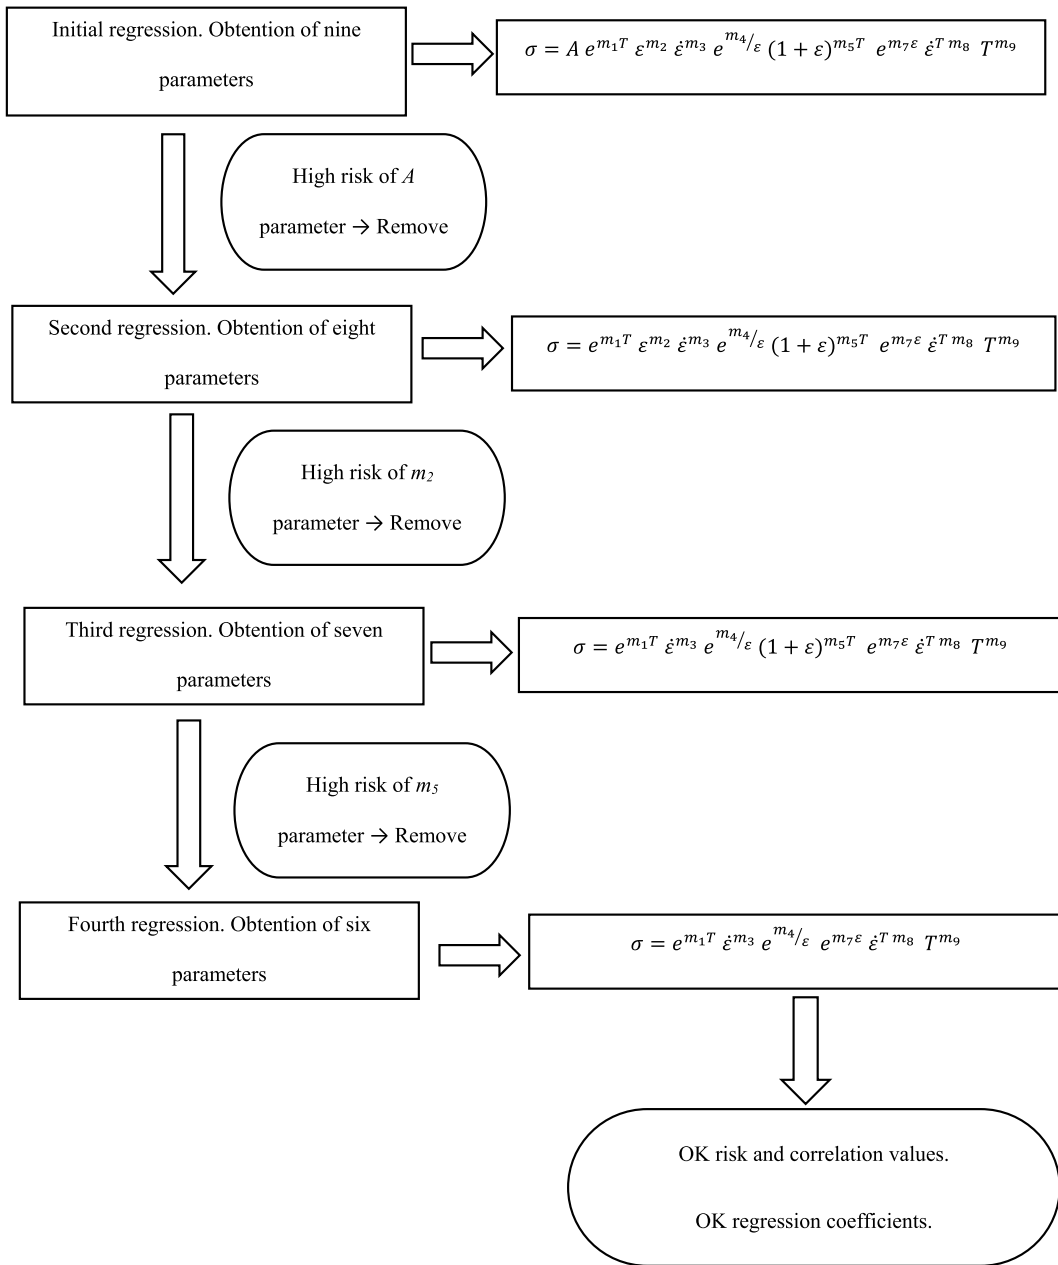 Initial regression. Obtention of nine
parameters
σ = A e^{m₁T} ε^{m₂} ε̇^{m₃} e^{m₄/ε} (1 + ε)^{m₅T} e^{m₇ε} ε̇^{T m₈} T^{m₉}
High risk of A
parameter → Remove
Second regression. Obtention of eight
parameters
σ = e^{m₁T} ε^{m₂} ε̇^{m₃} e^{m₄/ε} (1 + ε)^{m₅T} e^{m₇ε} ε̇^{T m₈} T^{m₉}
High risk of m₂
parameter → Remove
Third regression. Obtention of seven
parameters
σ = e^{m₁T} ε̇^{m₃} e^{m₄/ε} (1 + ε)^{m₅T} e^{m₇ε} ε̇^{T m₈} T^{m₉}
High risk of m₅
parameter → Remove
Fourth regression. Obtention of six
parameters
σ = e^{m₁T} ε̇^{m₃} e^{m₄/ε} e^{m₇ε} ε̇^{T m₈} T^{m₉}
OK risk and correlation values.
OK regression coefficients.